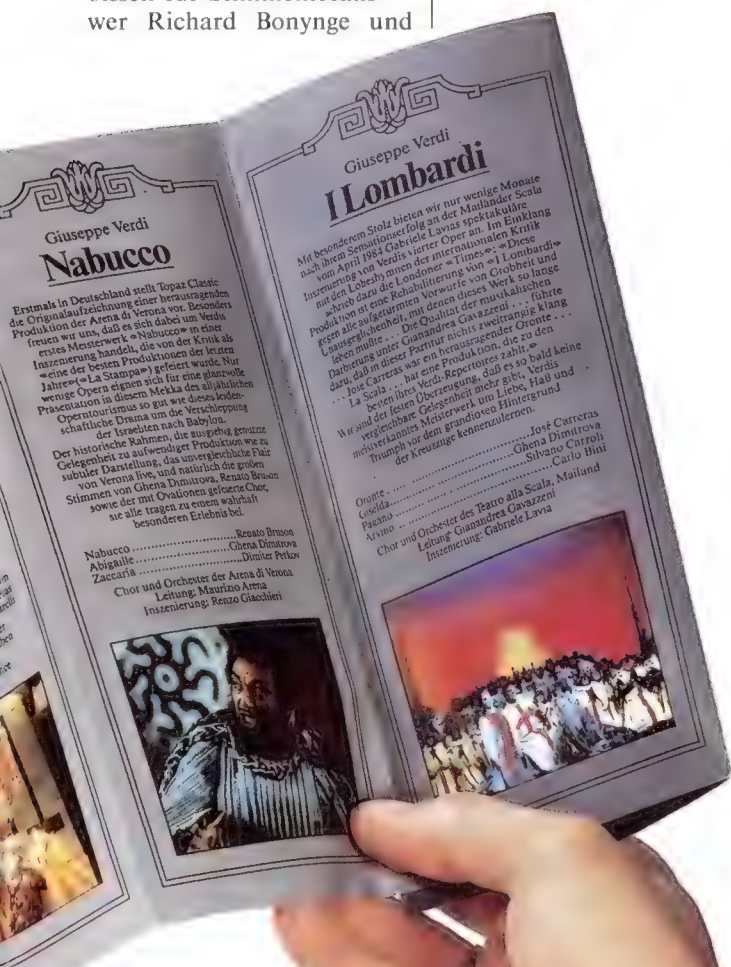 wer Richard Bonynge und
Giuseppe Verdi
Nabucco
Erstmals in Deutschland stellt Topaz Classic
die Originalaufzeichnung einer herausragenden
Produktion der Arena di Verona vor. Besonders
freuen wir uns, daß es sich dabei um Verdis
erstes Meisterwerk «Nabucco» in einer
Inszenierung handelt, die von der Kritik als
«eine der besten Produktionen der letzten
Jahre» («La Stampa») gefeiert wurde. Nur
wenige Opern eignen sich für eine glanzvolle
Präsentation in diesem Mekka des alljährlichen
Operntourismus so gut wie dieses leiden-
schaftliche Drama um die Verschleppung
der Israeliten nach Babylon.
Der historische Rahmen, die ausgiebig genutzte
Gelegenheit zu aufwendiger Produktion wie zu
subtiler Darstellung, das unvergleichliche Flair
von Verona live, und natürlich die großen
Stimmen von Ghena Dimitrova, Renato Bruson
sowie der mit Ovationen gefeierte Chor,
sie alle tragen zu einem wahrhaft
besonderen Erlebnis bei.
Nabucco ........................Renato Bruson
Abigaille........................Ghena Dimitrova
Zaccaria ........................Dimiter Petkov
Chor und Orchester der Arena di Verona
Leitung: Maurizio Arena
Inszenierung: Renzo Giacchieri
Giuseppe Verdi
I Lombardi
Mit besonderem Stolz bieten wir nur wenige Monate
nach ihrem Sensationserfolg an der Mailänder Scala
vom April 1984 Gabriele Lavias spektakuläre
Inszenierung von Verdis vierter Oper an. Im Einklang
mit den Lobeshymnen der internationalen Kritik
schrieb dazu die Londoner «Times»: «Diese
Produktion ist eine Rehabilitierung von «I Lombardi»
gegen alle aufgetürmten Vorwürfe von Grobheit und
Unausgeglichenheit, mit denen dieses Werk so lange
leben mußte ... Die Qualität der musikalischen
Darbietung unter Gianandrea Gavazzeni ... führte
dazu, daß in dieser Partitur nichts zweitrangig klang
... José Carreras war ein herausragender Oronte ...
La Scala ... hat eine Produktion, die zu den
besten ihres Verdi-Repertoires zählt.»
Wir sind der festen Überzeugung, daß es so bald keine
vergleichbare Gelegenheit mehr gibt, Verdis
meistverkanntes Meisterwerk um Liebe, Haß und
Triumph vor dem grandiosen Hintergrund
der Kreuzzüge kennenzulernen.
Oronte ........................José Carreras
Giselda........................Ghena Dimitrova
Pagano ........................Silvano Carroli
Arvino ........................Carlo Bini
Chor und Orchester des Teatro alla Scala, Mailand
Leitung: Gianandrea Gavazzeni
Inszenierung: Gabriele Lavia